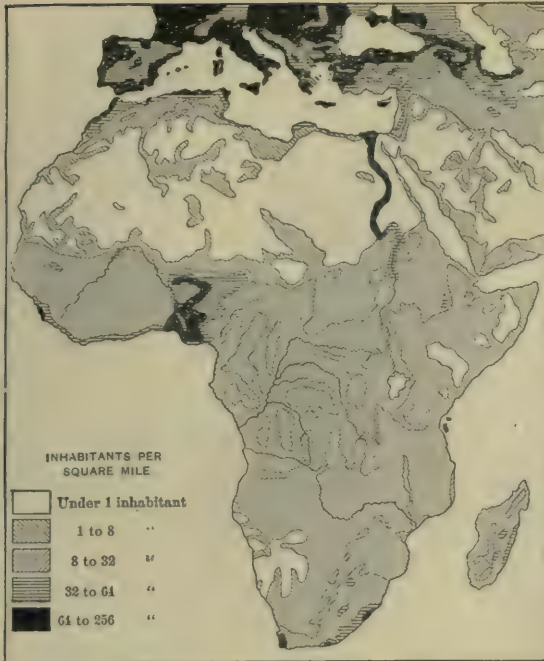 INHABITANTS PER
SQUARE MILE
Under 1 inhabitant
1 to 8 "
8 to 32 "
32 to 64 "
64 to 256 "